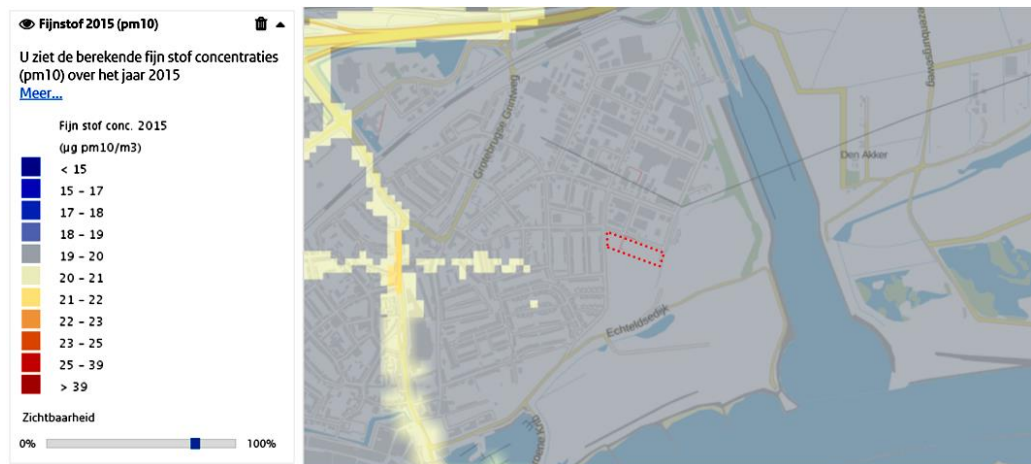 Fijnstof 2015 (pm10)
U ziet de berekende fijn stof concentraties
(pm10) over het jaar 2015
Meer...
Fijn stof conc. 2015
(µg pm10/m3)
< 15
15 - 17
17 - 18
18 - 19
19 - 20
20 - 21
21 - 22
22 - 23
23 - 25
25 - 39
> 39
Zichtbaarheid
0%
100%
Grotebrugse Grintweg
Den Akker
Echteldsedijk